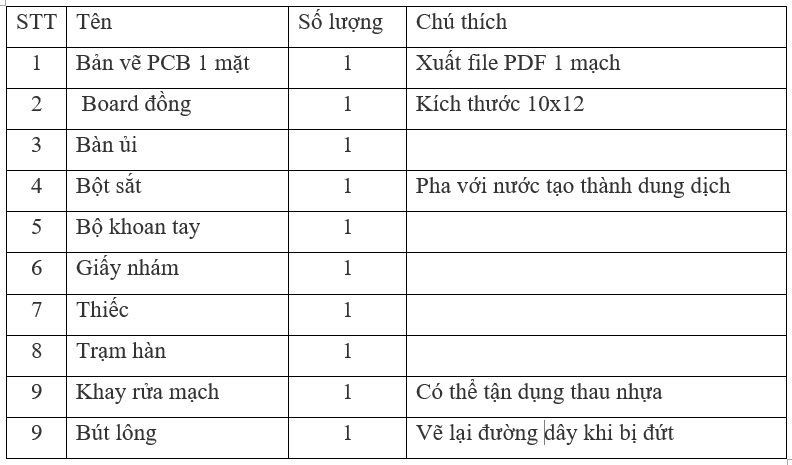 STT Tên Số lượng Chú thích
1 Bản vẽ PCB 1 mặt 1 Xuất file PDF 1 mạch
2 Board đồng 1 Kích thước 10x12
3 Bàn ủi 1
4 Bột sắt 1 Pha với nước tạo thành dung dịch
5 Bộ khoan tay 1
6 Giấy nhám 1
7 Thiếc 1
8 Trạm hàn 1
9 Khay rửa mạch 1 Có thể tận dụng thau nhựa
9 Bút lông 1 Vẽ lại đường dây khi bị đứt